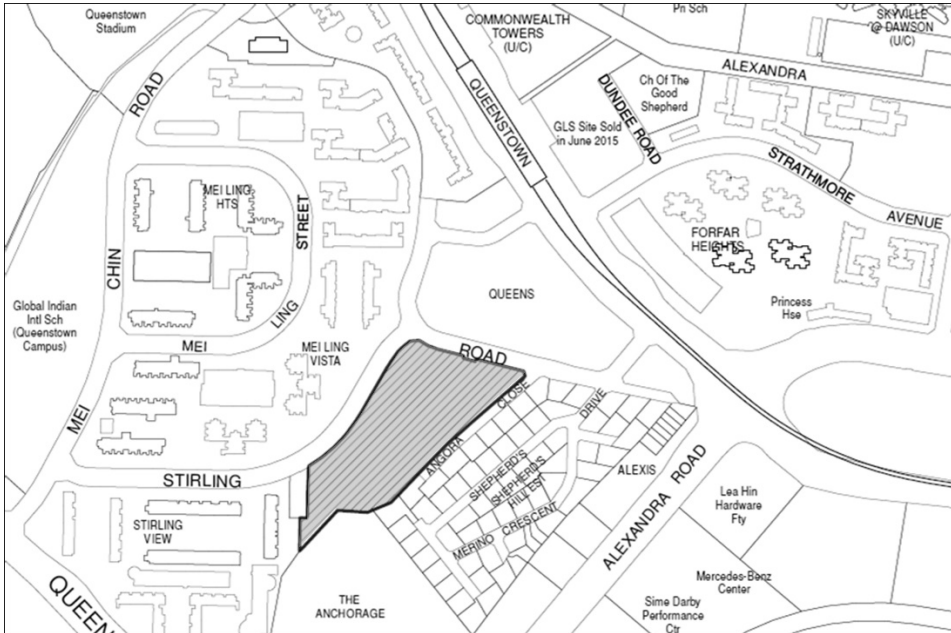 Queenstown
Stadium
COMMONWEALTH
TOWERS
(U/C)
Pri Sch
SKYVILLE
@ DAWSON
(U/C)
ALEXANDRA
ROAD
QUEENSTOWN
Ch Of The
Good
Shepherd
DUNDEE ROAD
GLS Site Sold
in June 2015
STRATHMORE
AVENUE
MEI LING
HTS
STREET
CHIN
FORFAR
HEIGHTS
QUEENS
Princess
Hse
Global Indian
Intl Sch
(Queenstown
Campus)
LING
MEI
MEI LING
VISTA
ROAD
MEI
CLOSE
DRIVE
ANGORA
SHEPHERD'S
SHEPHERD'S
HILL EST
ALEXIS
STIRLING
MERINO CRESCENT
ALEXANDRA ROAD
Lea Hin
Hardware
Fty
STIRLING
VIEW
Mercedes-Benz
Center
QUEEN
THE
ANCHORAGE
Sime Darby
Performance
Ctr